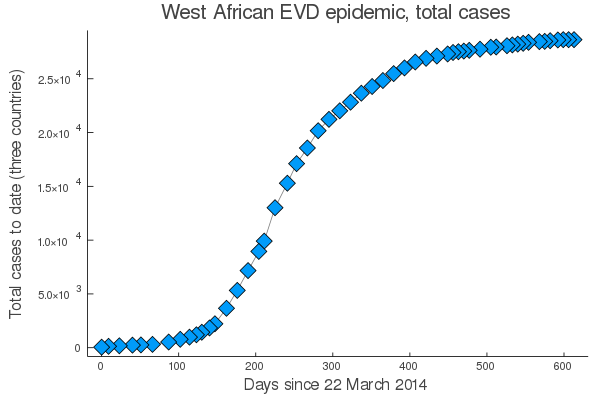 West African EVD epidemic, total cases
Total cases to date (three countries)
2.5×10 4
2.0×10 4
1.5×10 4
1.0×10 4
5.0×10 3
0
0 100 200 300 400 500 600
Days since 22 March 2014